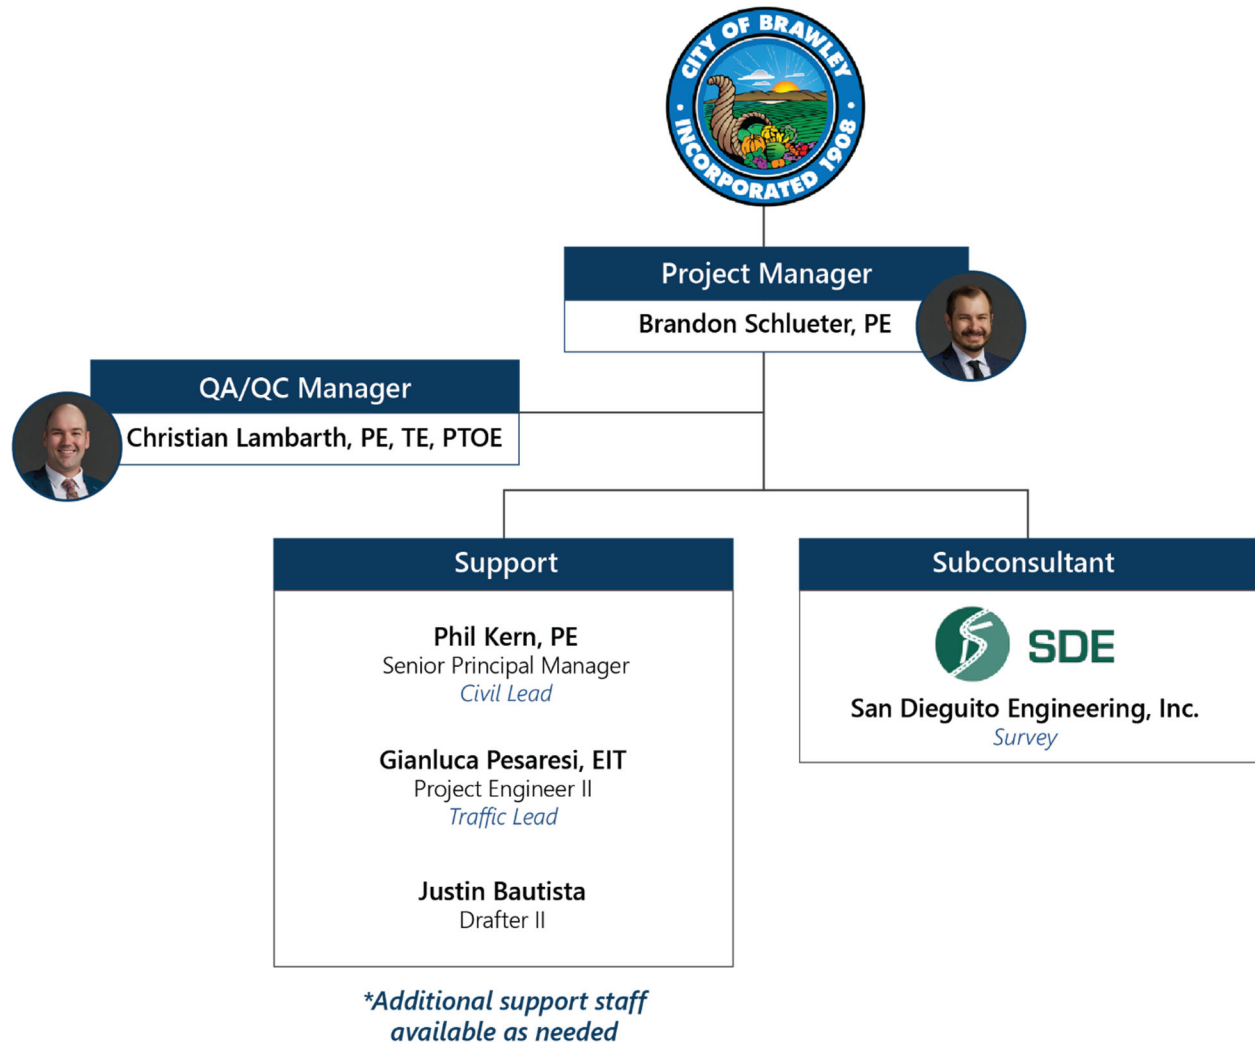 CITY OF BRAWLEY
INCORPORATED 1908
Project Manager
Brandon Schlueter, PE
QA/QC Manager
Christian Lambarth, PE, TE, PTOE
Support
Phil Kern, PE
Senior Principal Manager
Civil Lead
Gianluca Pesaresi, EIT
Project Engineer II
Traffic Lead
Justin Bautista
Drafter II
Subconsultant
SDE
San Dieguito Engineering, Inc.
Survey
*Additional support staff
available as needed